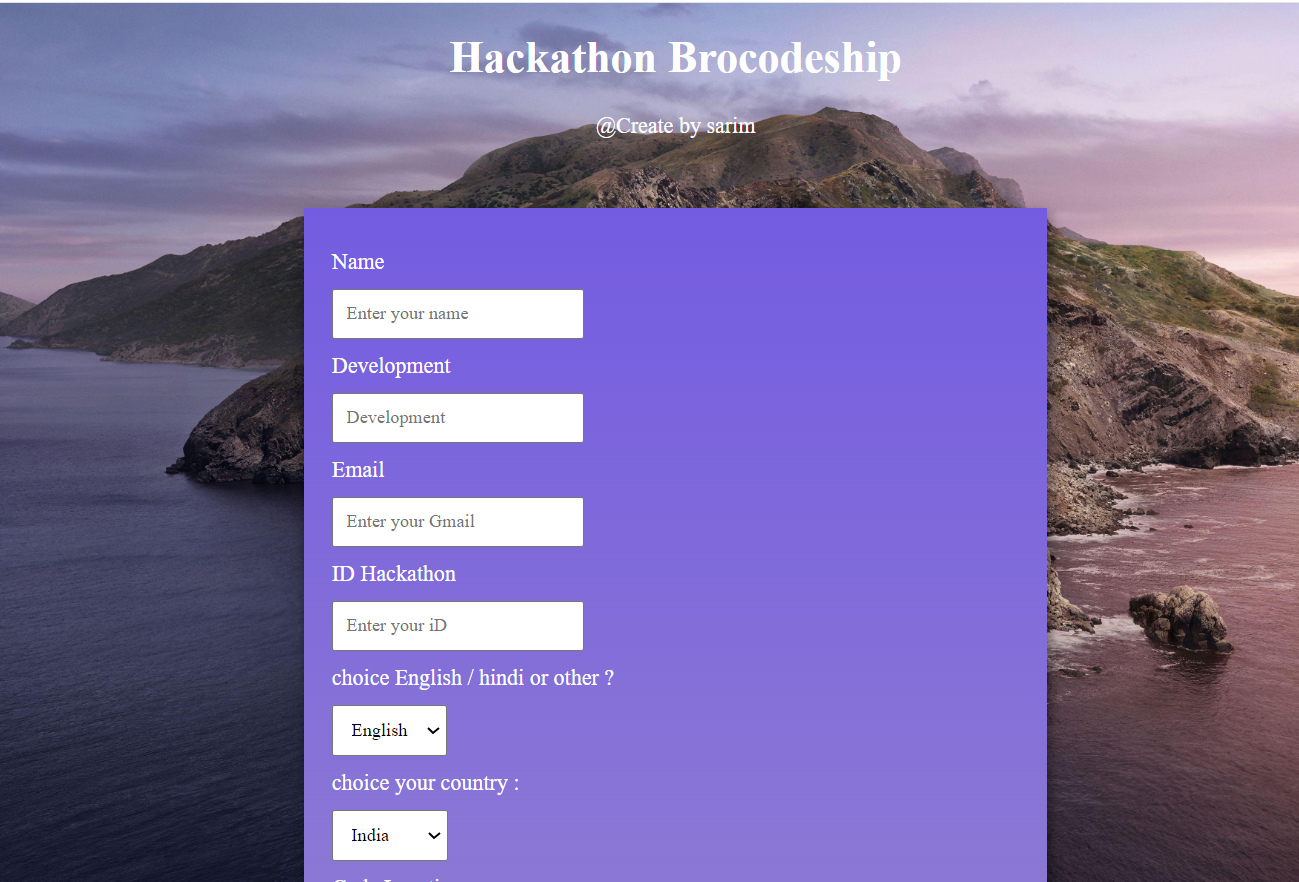 Hackathon Brocodeship
@Create by sarim
Name
Enter your name
Development
Development
Email
Enter your Gmail
ID Hackathon
Enter your iD
choice English / hindi or other ?
English
choice your country :
India